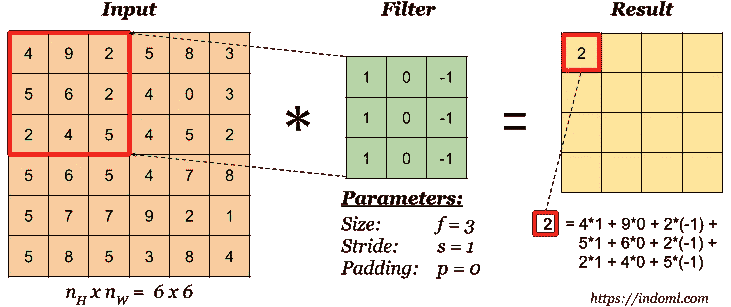 Input
Filter
Result
4 9 2 5 8 3
5 6 2 4 0 3
2 4 5 4 5 2
5 6 5 4 7 8
5 7 7 9 2 1
5 8 5 3 8 4
n_H x n_W = 6 x 6
*
1 0 -1
1 0 -1
1 0 -1
Parameters:
Size: f = 3
Stride: s = 1
Padding: p = 0
=
2
2 = 4*1 + 9*0 + 2*(-1) +
5*1 + 6*0 + 2*(-1) +
2*1 + 4*0 + 5*(-1)
https://indoml.com